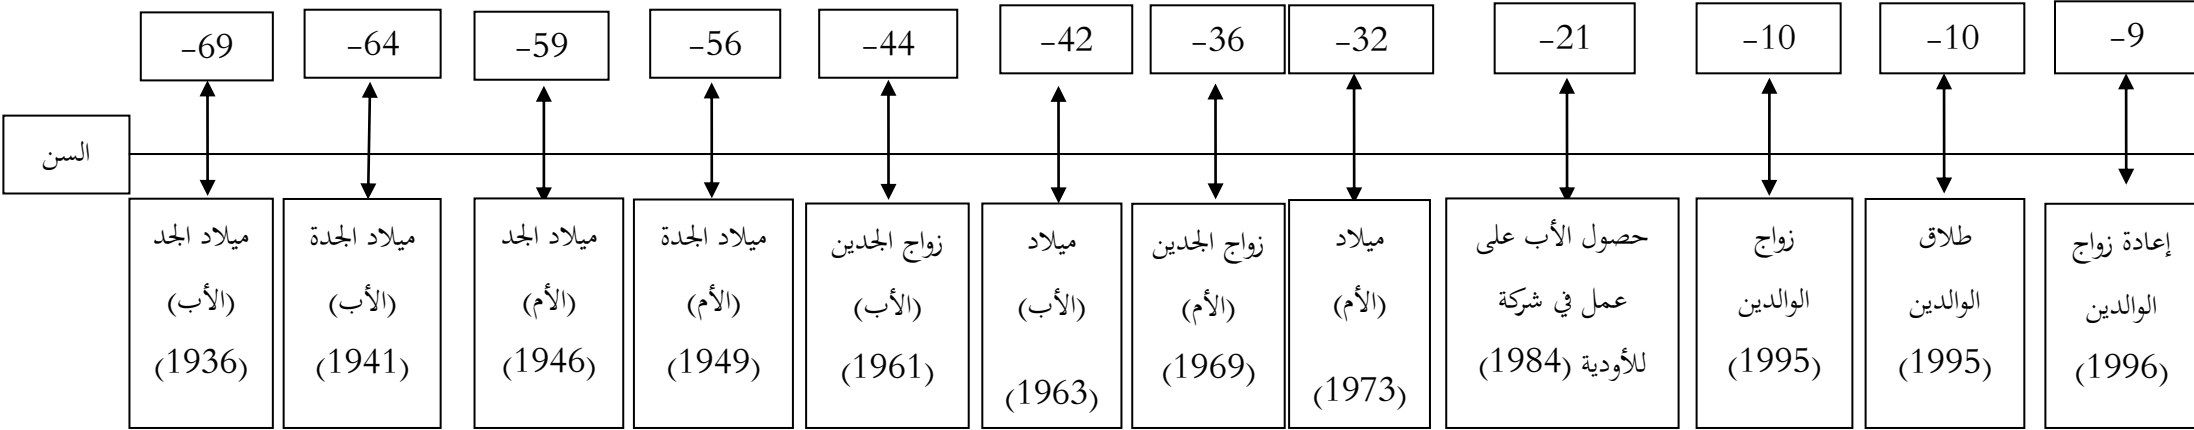 -69
-64
-59
-56
-44
-42
-36
-32
-21
-10
-10
-9
السن
ميلاد الجد
(الأب)
(1936)
ميلاد الجدة
(الأب)
(1941)
ميلاد الجد
(الأم)
(1946)
ميلاد الجدة
(الأم)
(1949)
زواج الجدين
(الأب)
(1961)
ميلاد
(الأب)
(1963)
زواج الجدين
(الأم)
(1969)
ميلاد
(الأم)
(1973)
حصول الأب على
عمل في شركة
للأودية (1984)
زواج
الوالدين
(1995)
طلاق
الوالدين
(1995)
إعادة زواج
الوالدين
(1996)